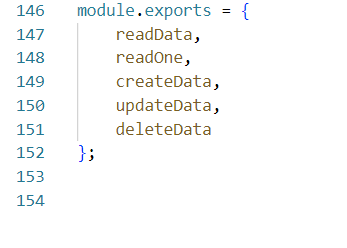 146 module.exports = {
147     readData,
148     readOne,
149     createData,
150     updateData,
151     deleteData
152 };
153
154